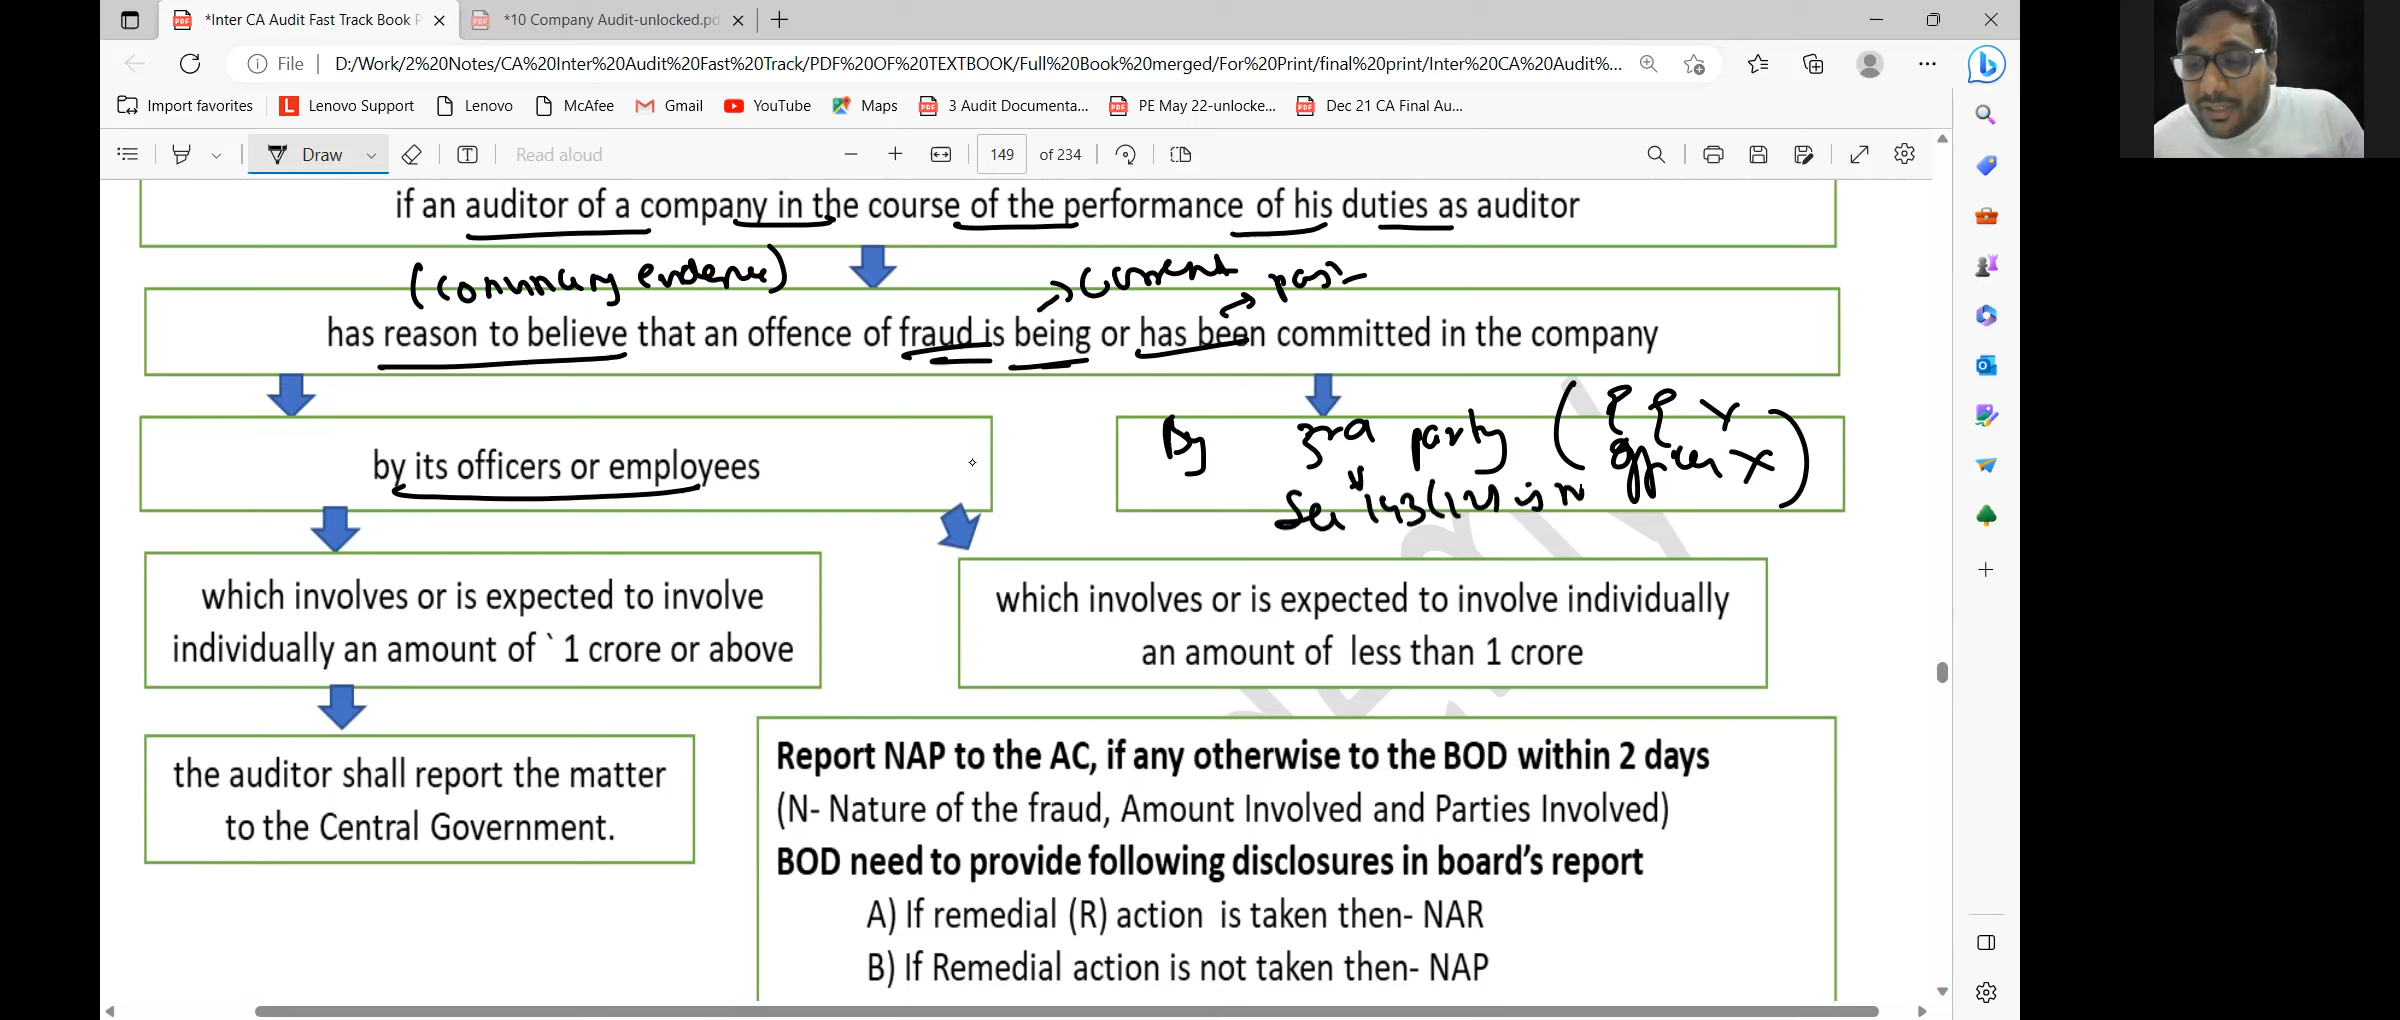 *Inter CA Audit Fast Track Book P
*10 Company Audit-unlocked.pd
File
D:/Work/2%20Notes/CA%20Inter%20Audit%20Fast%20Track/PDF%20OF%20TEXTBOOK/Full%20Book%20merged/For%20Print/final%20print/Inter%20CA%20Audit%...
Import favorites
Lenovo Support
Lenovo
McAfee
Gmail
YouTube
Maps
3 Audit Documenta...
PE May 22-unlocke...
Dec 21 CA Final Au...
Draw
Read aloud
149 of 234
if an auditor of a company in the course of the performance of his duties as auditor
evidence)
current
has reason to believe that an offence of fraud is being or has been committed in the company
By 3rd party
officer X
by its officers or employees
Sec 143(12) is N
which involves or is expected to involve
individually an amount of ` 1 crore or above
which involves or is expected to involve individually
an amount of less than 1 crore
the auditor shall report the matter
to the Central Government.
Report NAP to the AC, if any otherwise to the BOD within 2 days
(N- Nature of the fraud, Amount Involved and Parties Involved)
BOD need to provide following disclosures in board's report
A) If remedial (R) action is taken then- NAR
B) If Remedial action is not taken then- NAP